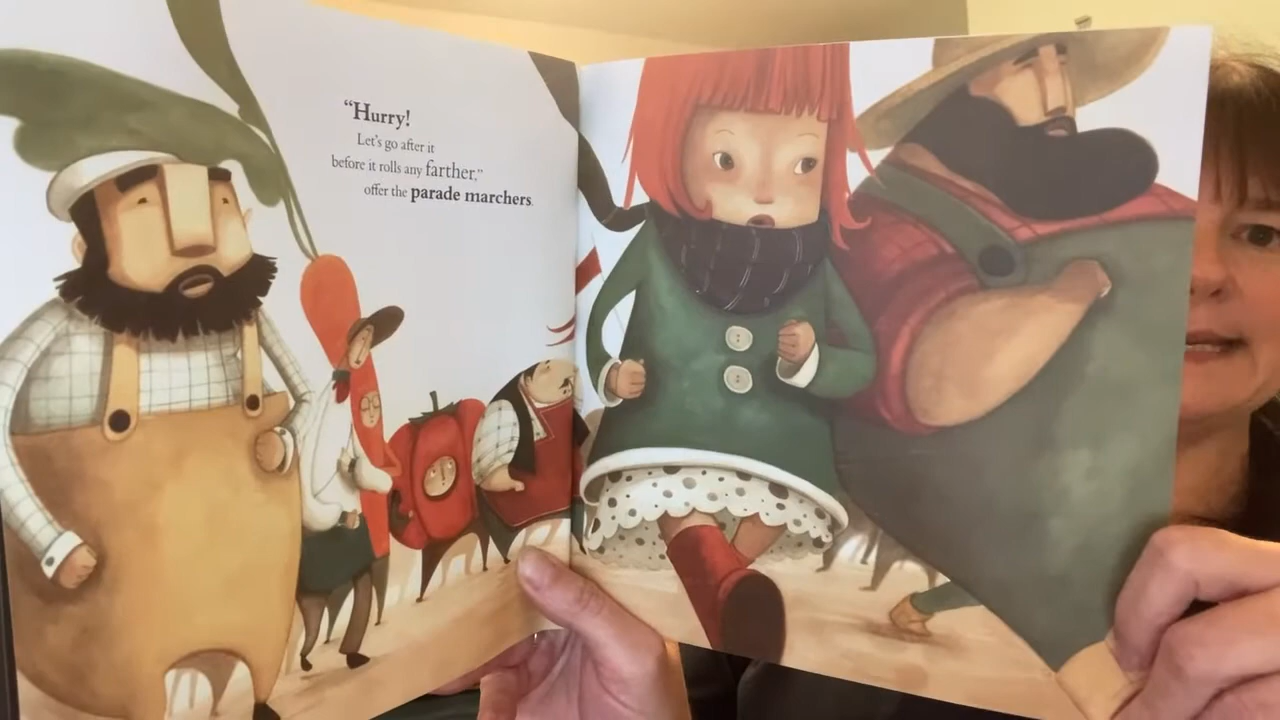 “Hurry!
Let’s go after it
before it rolls any farther,”
offer the parade marchers.